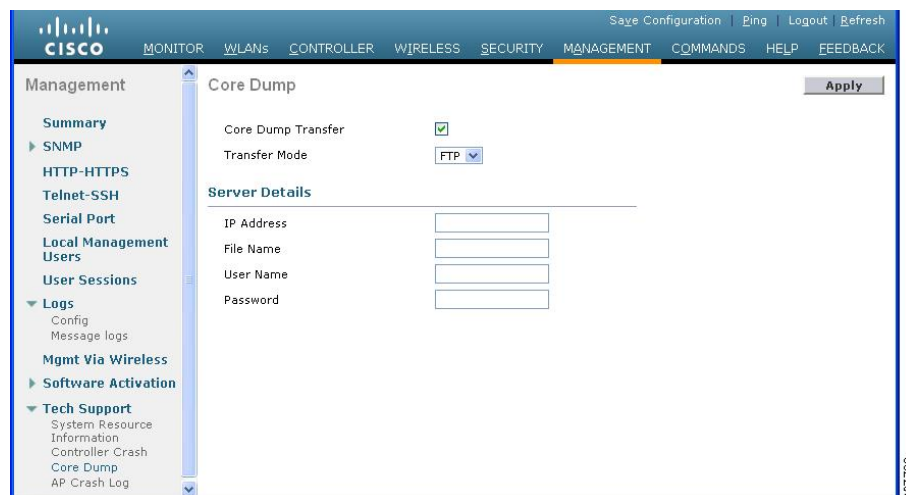 Save Configuration | Ping | Logout | Refresh
CISCO
MONITOR WLANs CONTROLLER WIRELESS SECURITY MANAGEMENT COMMANDS HELP FEEDBACK
Management
Summary
SNMP
HTTP-HTTPS
Telnet-SSH
Serial Port
Local Management
Users
User Sessions
Logs
Config
Message logs
Mgmt Via Wireless
Software Activation
Tech Support
System Resource
Information
Controller Crash
Core Dump
AP Crash Log
Core Dump
Apply
Core Dump Transfer
Transfer Mode FTP
Server Details
IP Address
File Name
User Name
Password